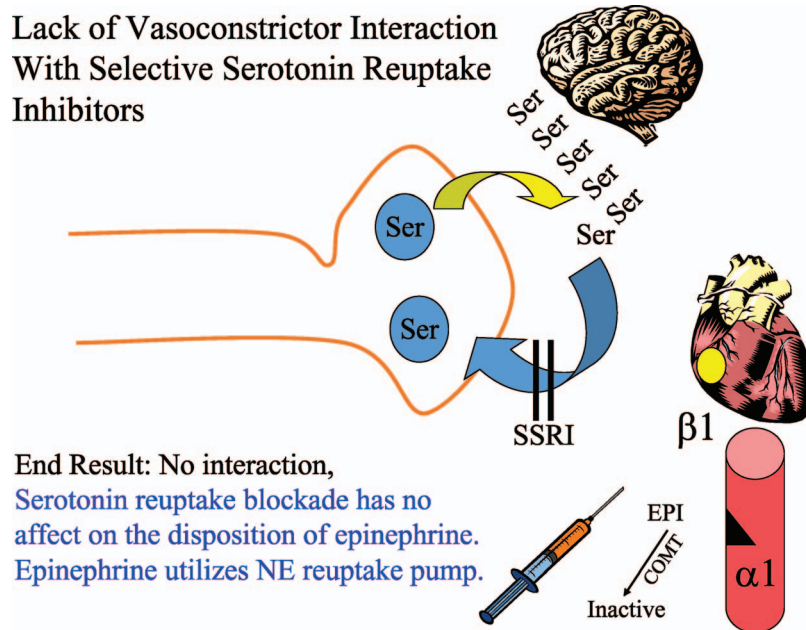 Lack of Vasoconstrictor Interaction
With Selective Serotonin Reuptake
Inhibitors
Ser
Ser
Ser
Ser
Ser
Ser
Ser
Ser
SSRI
β1
End Result: No interaction,
Serotonin reuptake blockade has no
affect on the disposition of epinephrine.
Epinephrine utilizes NE reuptake pump.
EPI
COMT
Inactive
α1